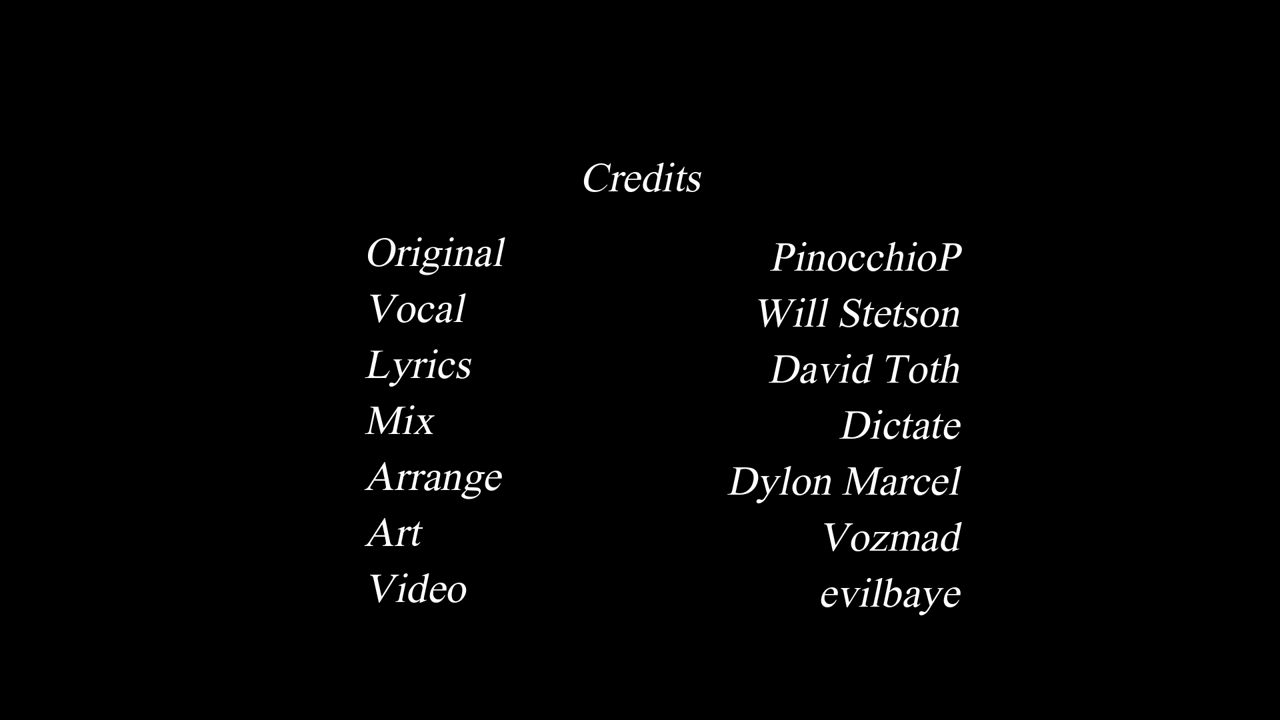 Credits
Original PinocchioP
Vocal Will Stetson
Lyrics David Toth
Mix Dictate
Arrange Dylon Marcel
Art Vozmad
Video evilbaye